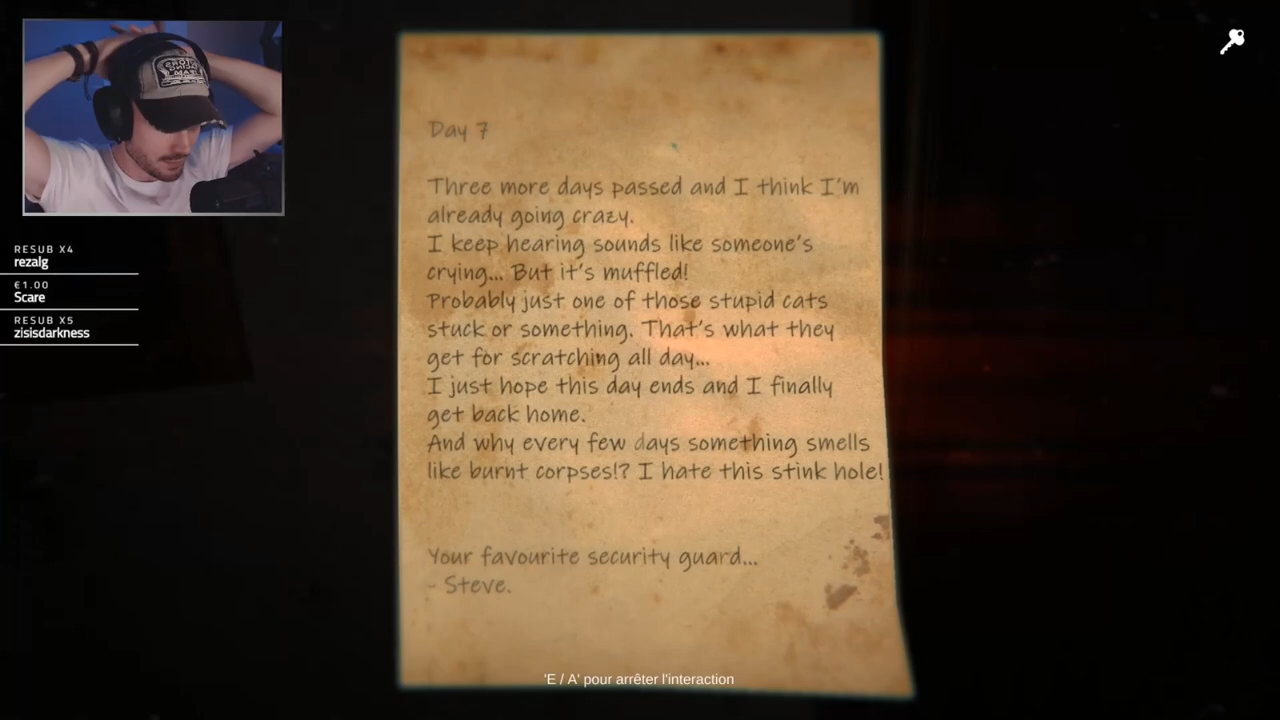 RESUB X4
rezalg
€1.00
Scare
RESUB X5
zisisdarkness
Day 7
Three more days passed and I think I'm
already going crazy.
I keep hearing sounds like someone's
crying... But it's muffled!
Probably just one of those stupid cats
stuck or something. That's what they
get for scratching all day...
I just hope this day ends and I finally
get back home.
And why every few days something smells
like burnt corpses!? I hate this stink hole!
Your favourite security guard...
- Steve.
'E / A' pour arrêter l'interaction